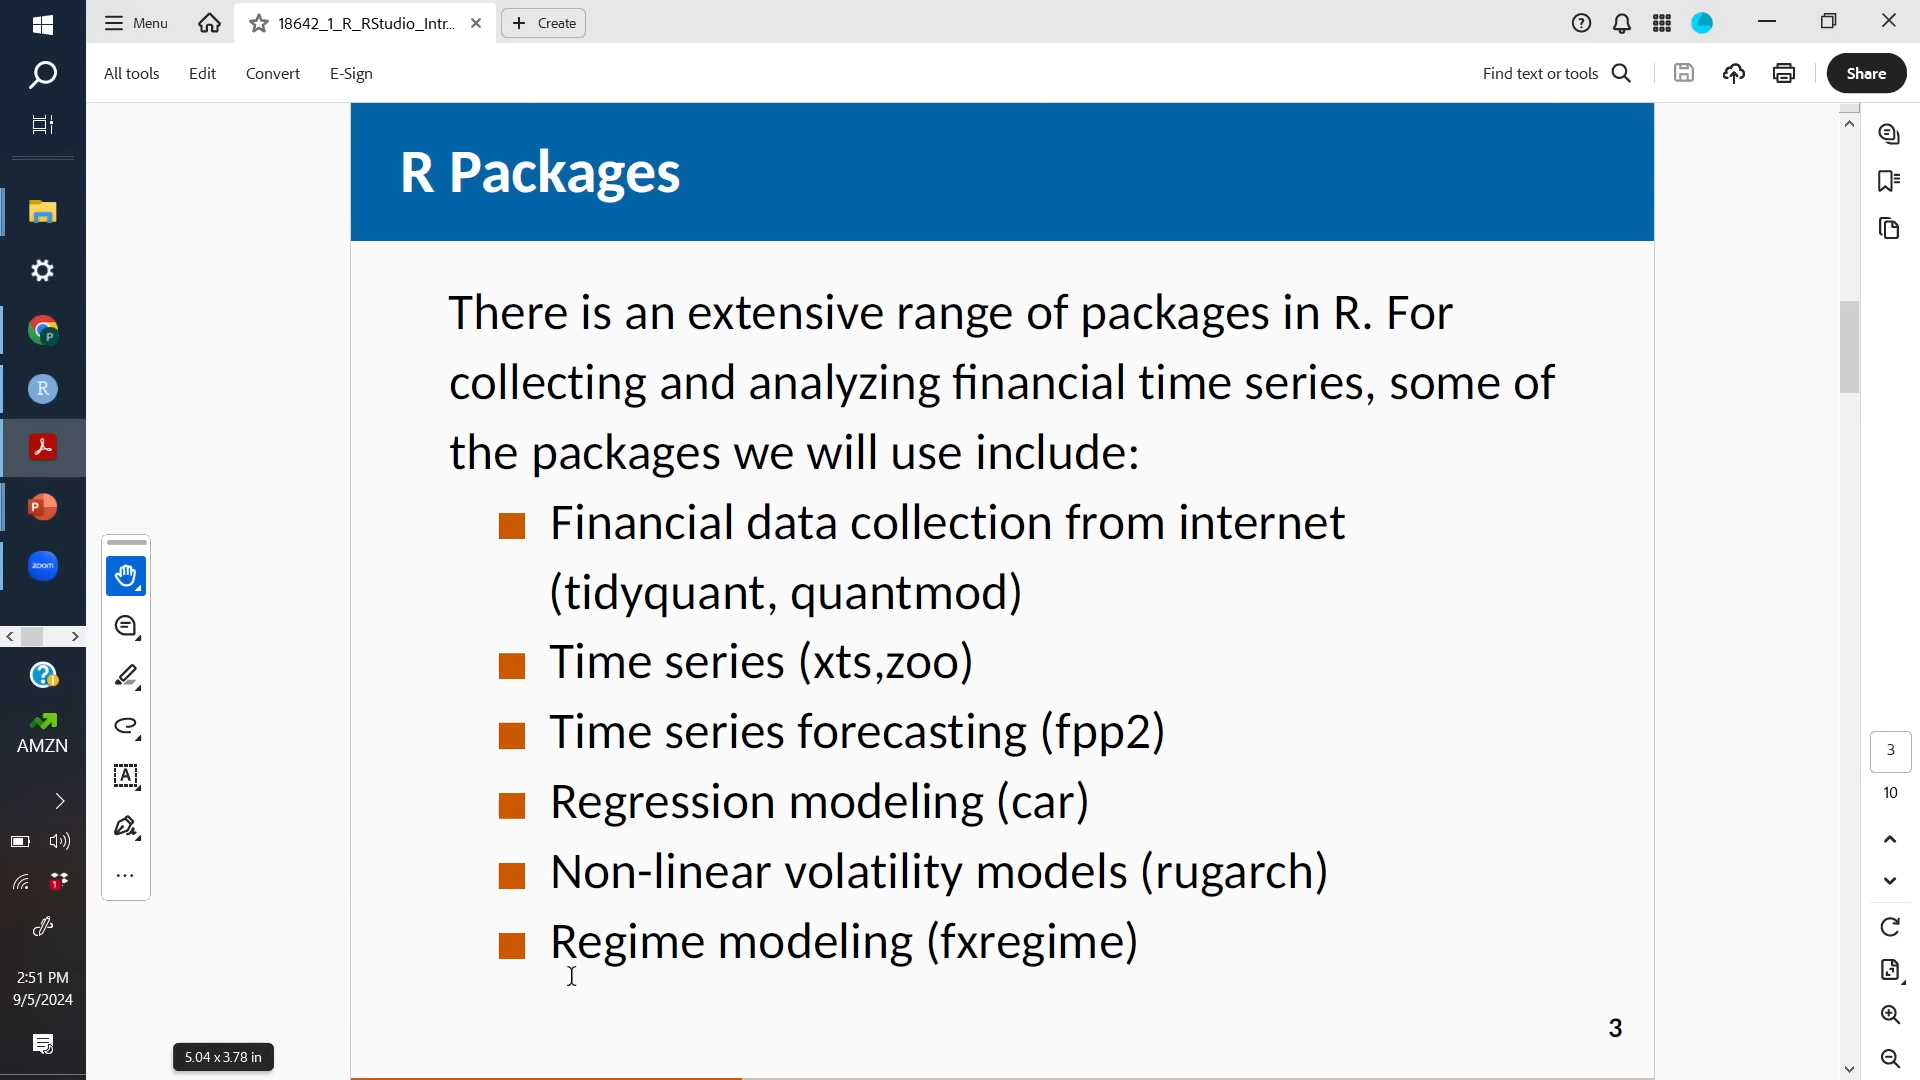 Menu
18642_1_R_RStudio_Intr...
Create
All tools
Edit
Convert
E-Sign
Find text or tools
Share
R Packages
There is an extensive range of packages in R. For
collecting and analyzing financial time series, some of
the packages we will use include:
Financial data collection from internet
(tidyquant, quantmod)
Time series (xts,zoo)
Time series forecasting (fpp2)
Regression modeling (car)
Non-linear volatility models (rugarch)
Regime modeling (fxregime)
3
zoom
AMZN
2:51 PM
9/5/2024
5.04 x 3.78 in
3
10